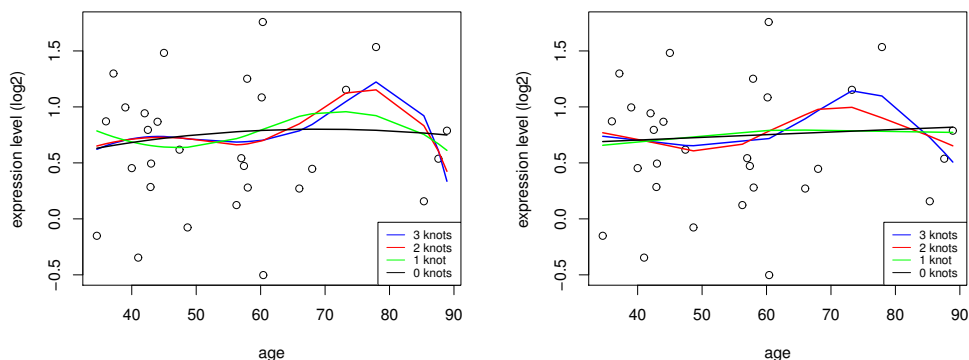 expression level (log2)
1.5
1.0
0.5
0.0
−0.5
3 knots
2 knots
1 knot
0 knots
40 50 60 70 80 90
age
expression level (log2)
1.5
1.0
0.5
0.0
−0.5
3 knots
2 knots
1 knot
0 knots
40 50 60 70 80 90
age